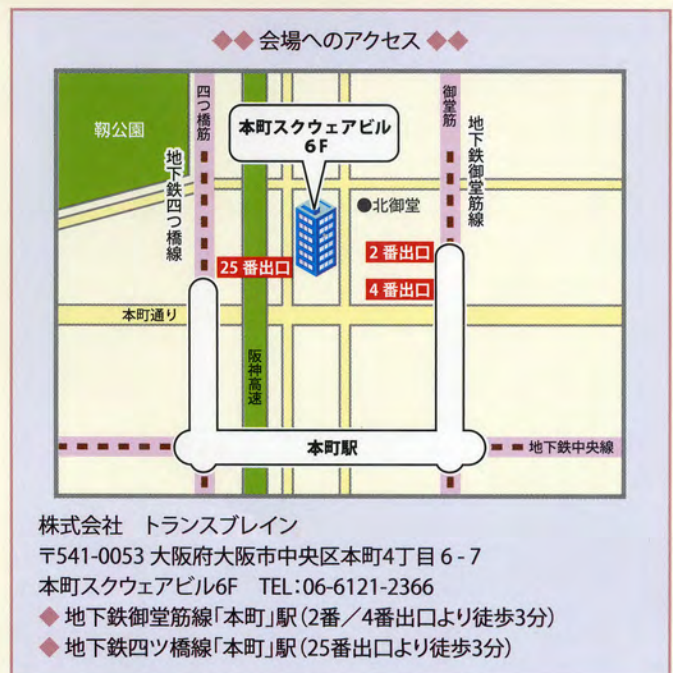 ◆◆ 会場へのアクセス ◆◆
靱公園
四つ橋筋
地下鉄四つ橋線
本町スクウェアビル
6F
御堂筋
地下鉄御堂筋線
●北御堂
2番出口
25番出口
4番出口
本町通り
阪神高速
本町駅
地下鉄中央線
株式会社　トランスブレイン
〒541-0053 大阪府大阪市中央区本町4丁目6-7
本町スクウェアビル6F　TEL:06-6121-2366
◆ 地下鉄御堂筋線「本町」駅(2番／4番出口より徒歩3分)
◆ 地下鉄四ツ橋線「本町」駅(25番出口より徒歩3分)